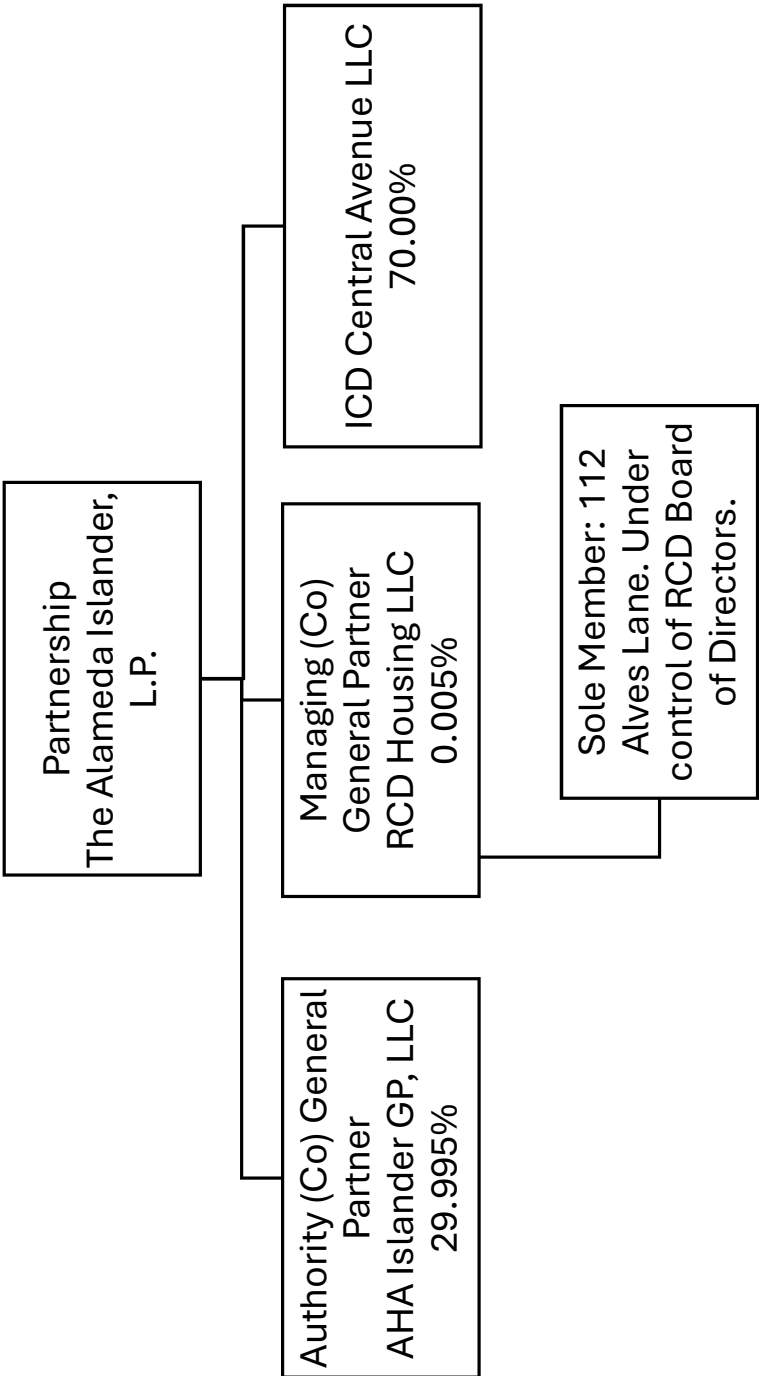 Partnership
The Alameda Islander,
L.P.
Authority (Co) General
Partner
AHA Islander GP, LLC
29.995%
Managing (Co)
General Partner
RCD Housing LLC
0.005%
ICD Central Avenue LLC
70.00%
Sole Member: 112
Alves Lane. Under
control of RCD Board
of Directors.